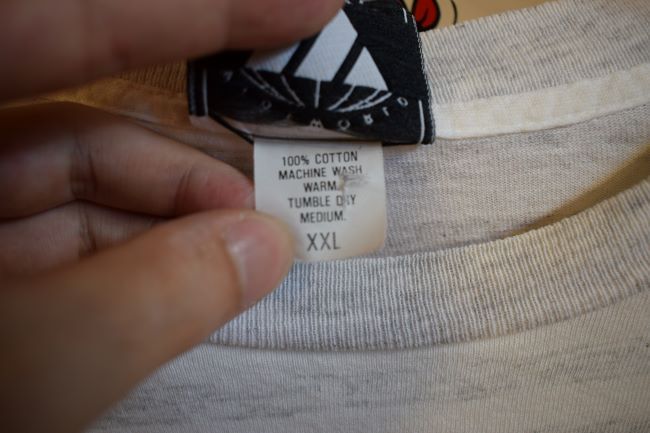 100% COTTON
MACHINE WASH
WARM.
TUMBLE DRY
MEDIUM.
XXL